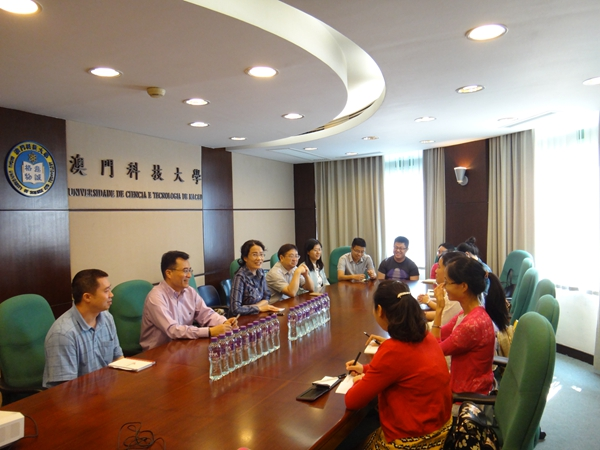 澳門科技大學
UNIVERSIDADE DE CIÊNCIA E TECNOLOGIA DE MACAU